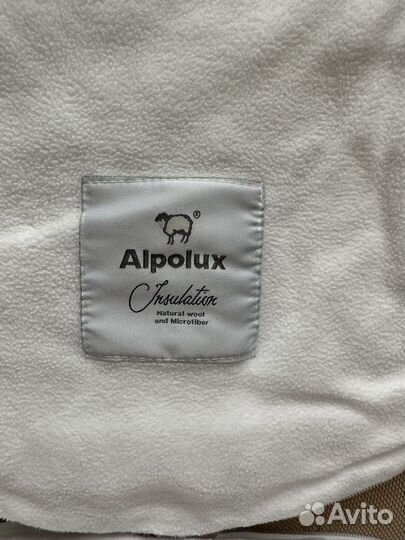 ®
Alpolux
Insulation
Natural wool
and Microfiber
Avito